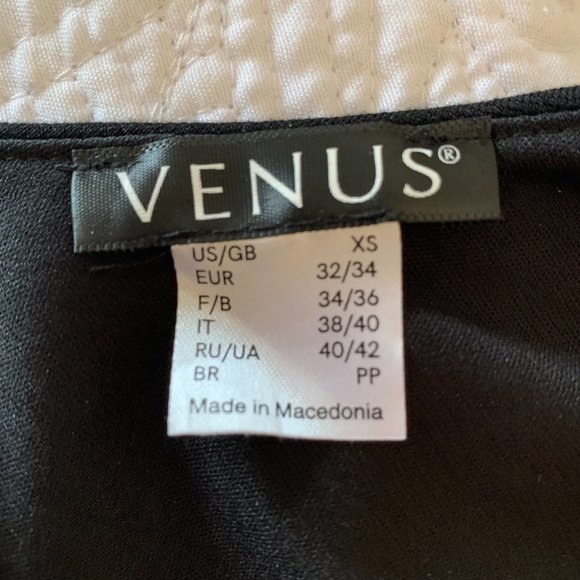 VENUS®
US/GB XS
EUR 32/34
F/B 34/36
IT 38/40
RU/UA 40/42
BR PP
Made in Macedonia